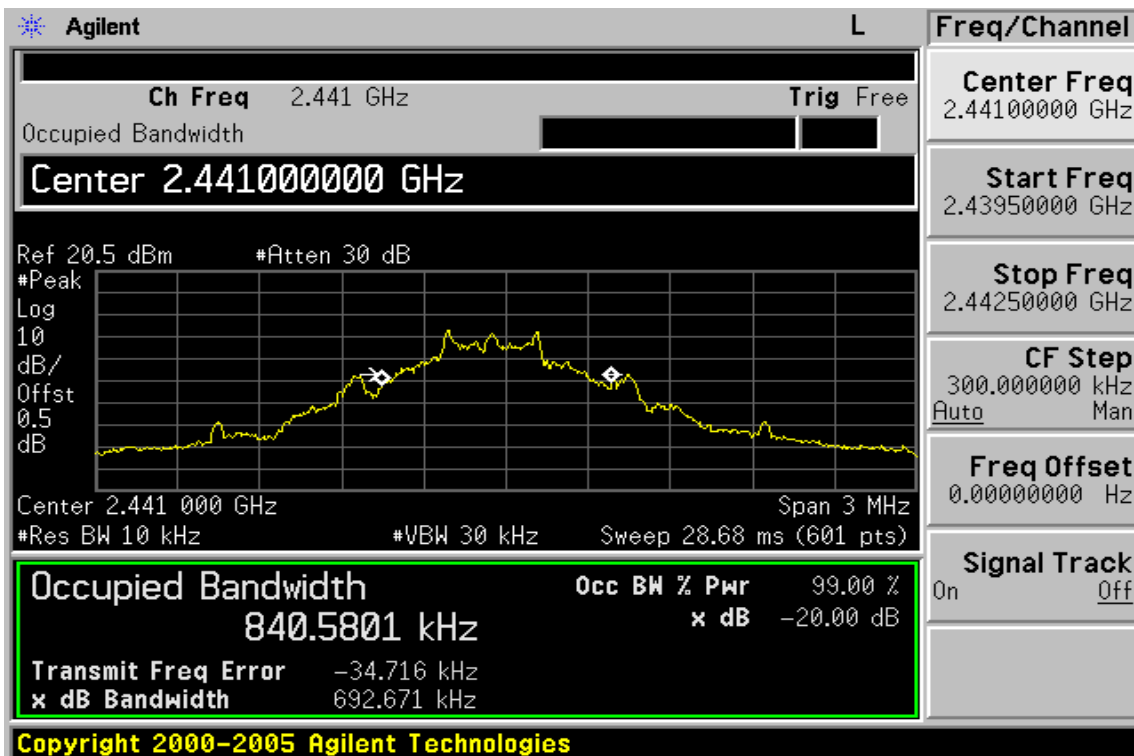 Agilent L
Freq/Channel
Ch Freq 2.441 GHz Trig Free
Occupied Bandwidth
Center 2.441000000 GHz
Ref 20.5 dBm #Atten 30 dB
#Peak
Log
10
dB/
Offst
0.5
dB
Center 2.441 000 GHz Span 3 MHz
#Res BW 10 kHz #VBW 30 kHz Sweep 28.68 ms (601 pts)
Occupied Bandwidth Occ BW % Pwr 99.00 %
840.5801 kHz x dB -20.00 dB
Transmit Freq Error -34.716 kHz
x dB Bandwidth 692.671 kHz
Center Freq
2.44100000 GHz
Start Freq
2.43950000 GHz
Stop Freq
2.44250000 GHz
CF Step
300.000000 kHz
Auto Man
Freq Offset
0.00000000 Hz
Signal Track
On Off
Copyright 2000-2005 Agilent Technologies